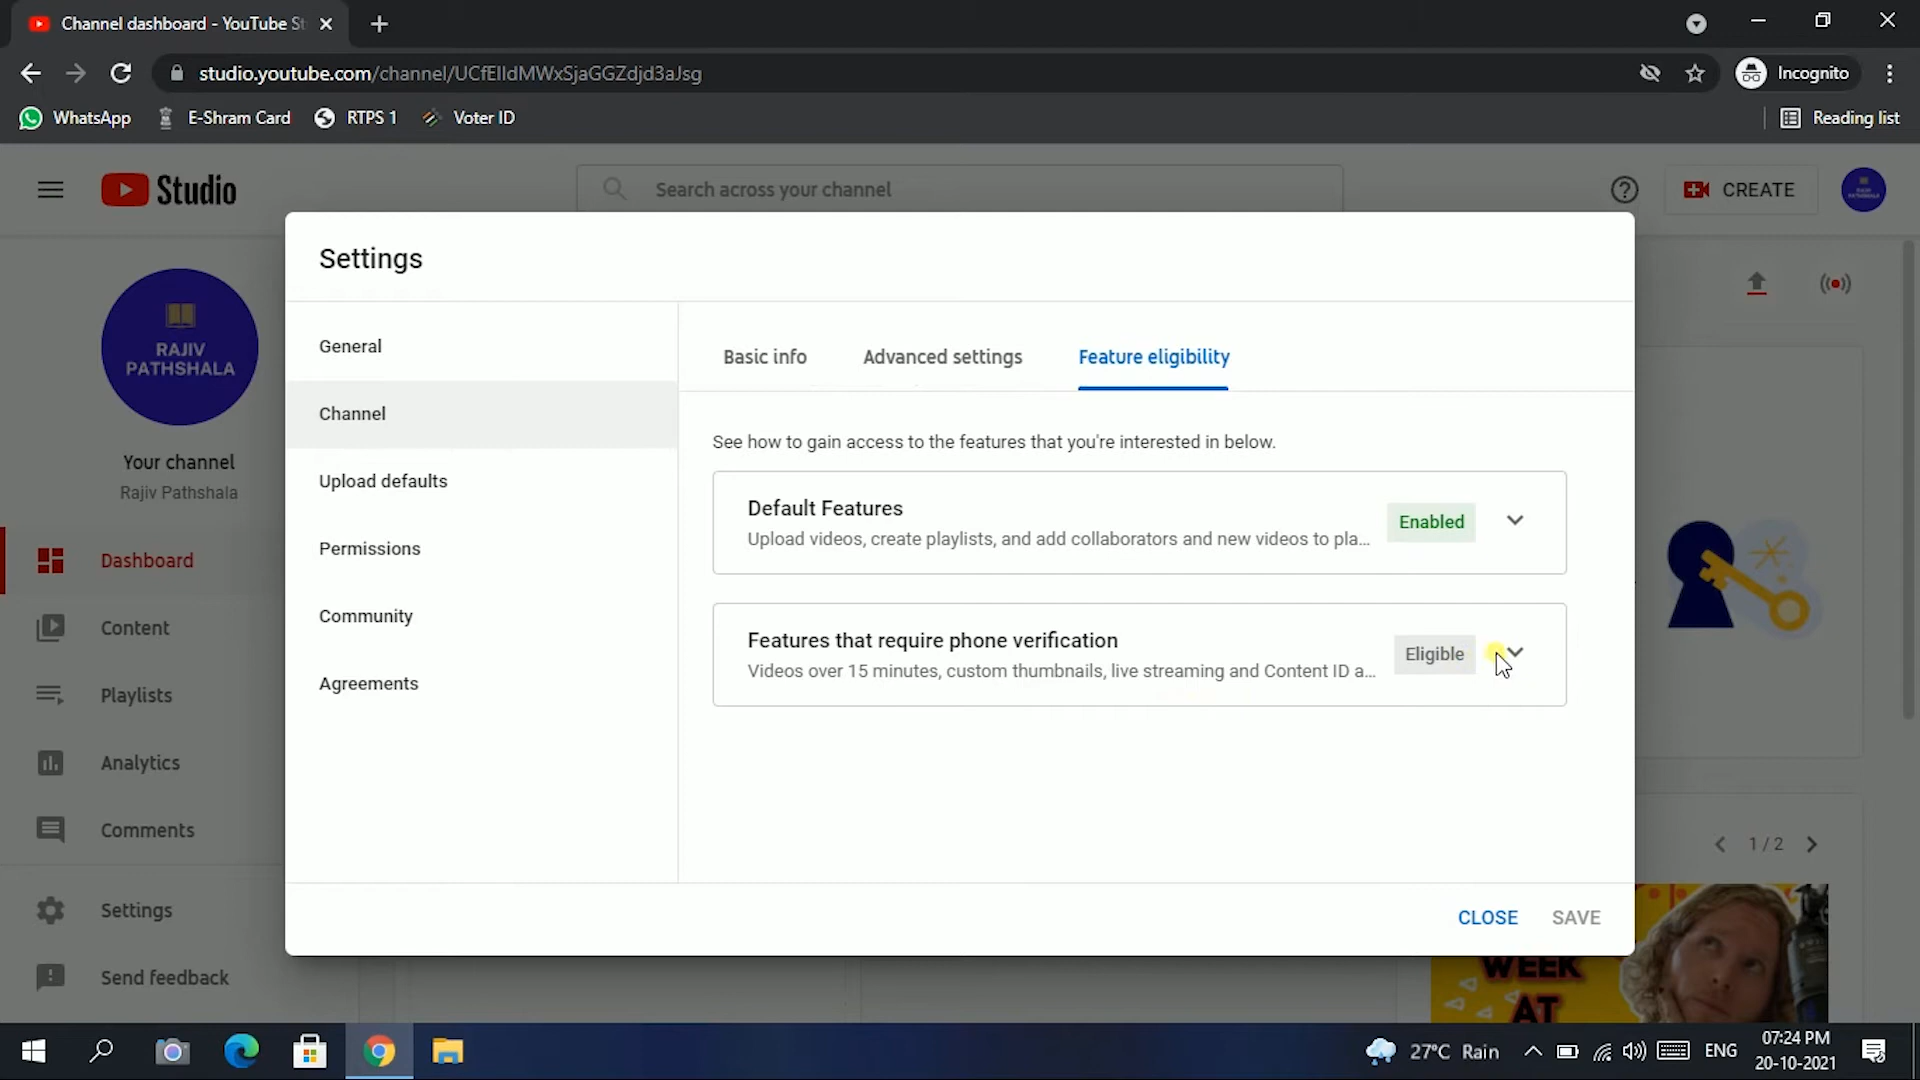 Channel dashboard - YouTube St
studio.youtube.com/channel/UCfEIIdMWxSjaGGZdjd3aJsg
Incognito
WhatsApp
E-Shram Card
RTPS 1
Voter ID
Reading list
Studio
Search across your channel
CREATE
RAJIV
PATHSHALA
Your channel
Rajiv Pathshala
Dashboard
Content
Playlists
Analytics
Comments
Settings
Send feedback
Settings
General
Channel
Upload defaults
Permissions
Community
Agreements
Basic info
Advanced settings
Feature eligibility
See how to gain access to the features that you're interested in below.
Default Features
Upload videos, create playlists, and add collaborators and new videos to pla...
Enabled
Features that require phone verification
Videos over 15 minutes, custom thumbnails, live streaming and Content ID a...
Eligible
CLOSE
SAVE
1 / 2
WEEK
AT
27°C Rain
ENG
07:24 PM
20-10-2021